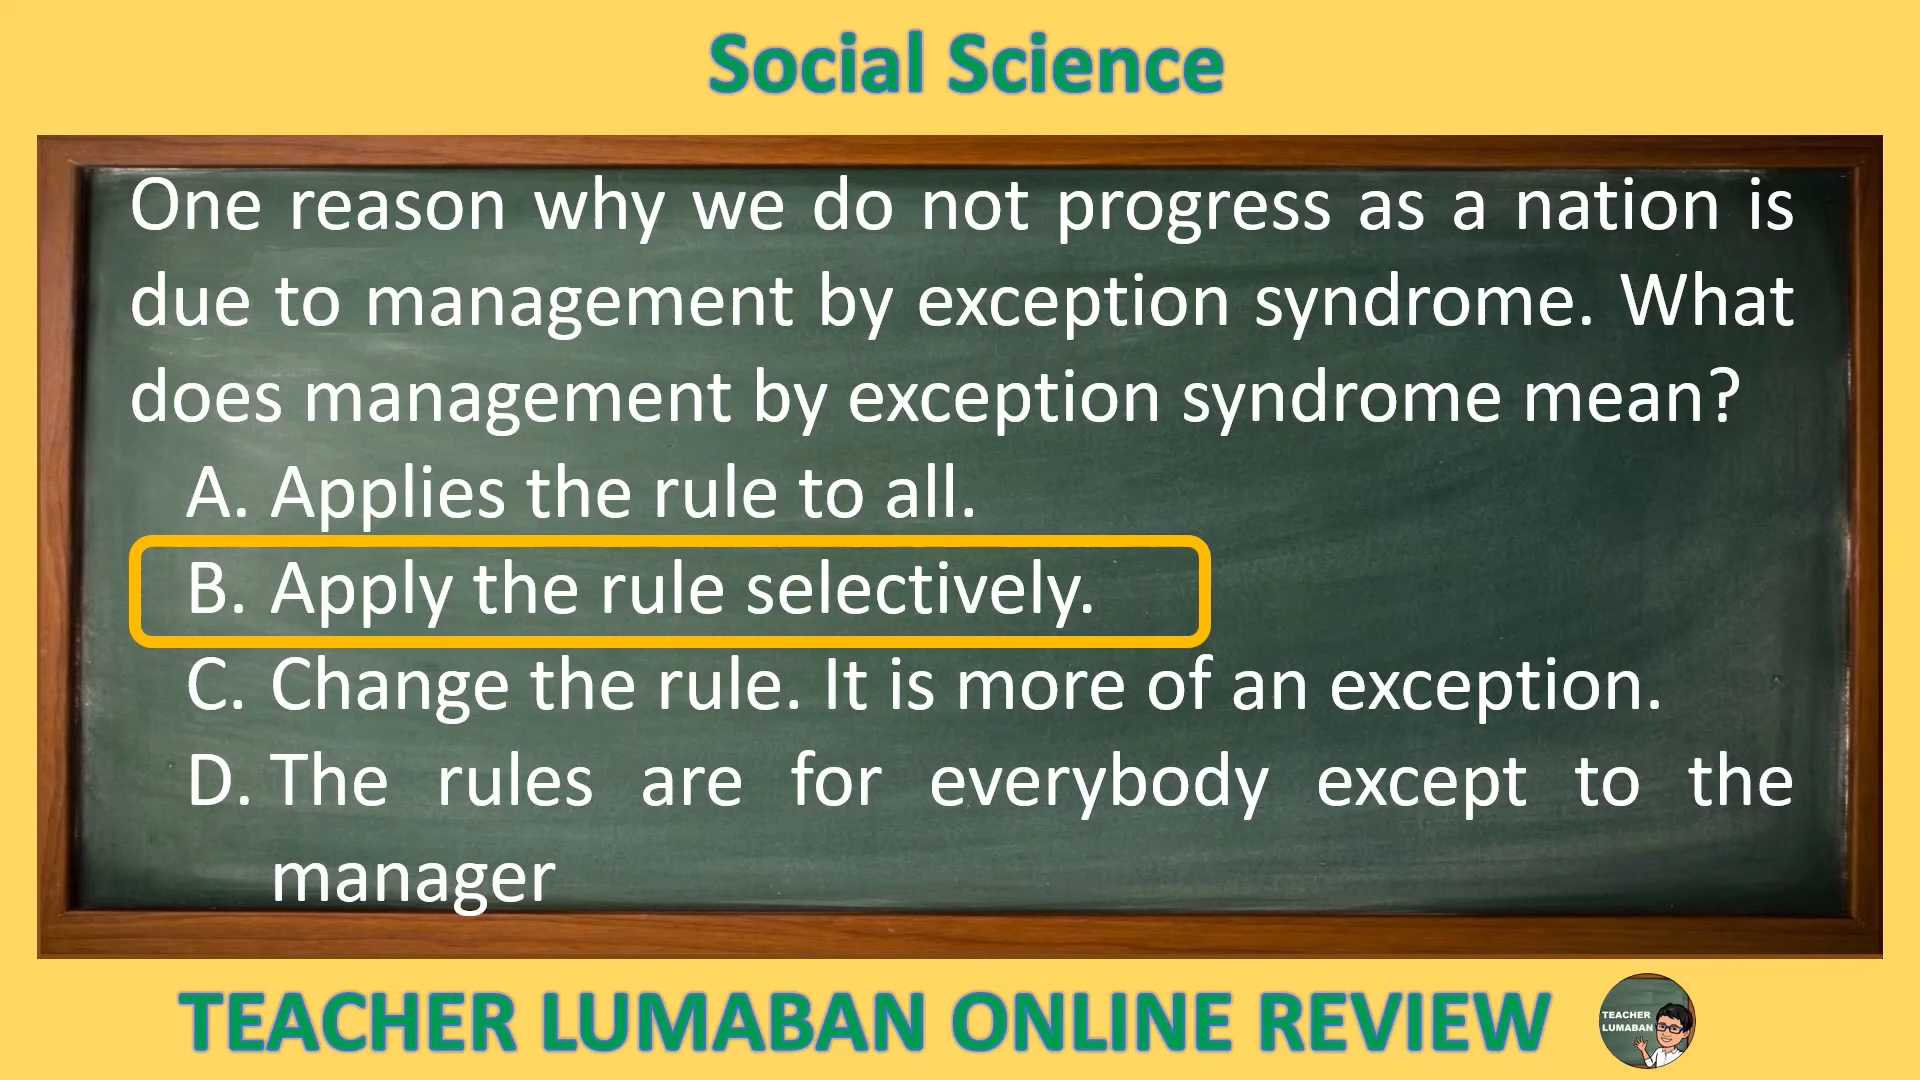 Social Science
One reason why we do not progress as a nation is
due to management by exception syndrome. What
does management by exception syndrome mean?
A. Applies the rule to all.
B. Apply the rule selectively.
C. Change the rule. It is more of an exception.
D. The rules are for everybody except to the
manager
TEACHER LUMABAN ONLINE REVIEW
TEACHER
LUMABAN